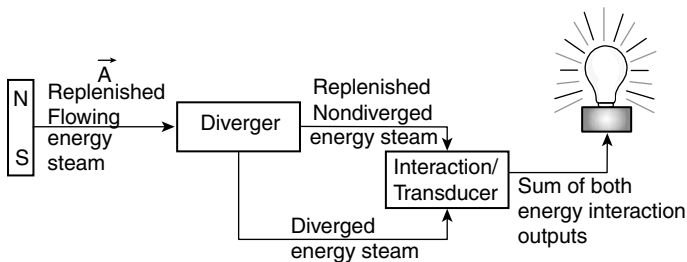 N
S
A
Replenished
Flowing
energy
steam
Diverger
Replenished
Nondiverged
energy steam
Diverged
energy steam
Interaction/
Transducer
Sum of both
energy interaction
outputs